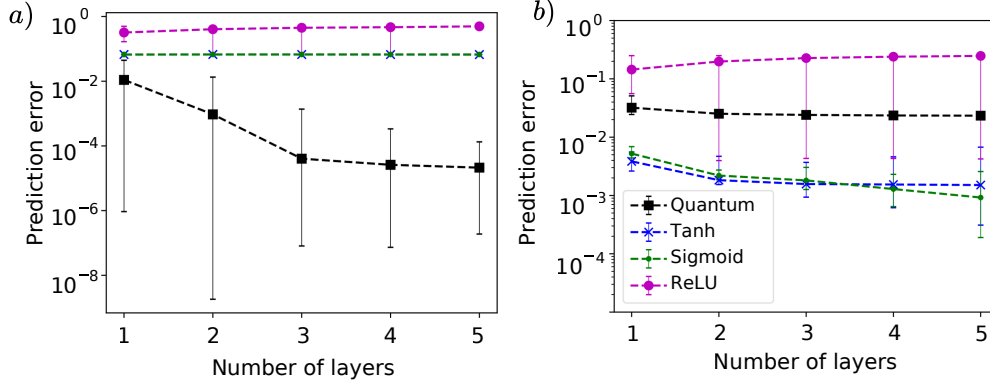 a)
10^0
10^-2
10^-4
10^-6
10^-8
Prediction error
1 2 3 4 5
Number of layers
b)
10^0
10^-1
10^-2
10^-3
10^-4
Prediction error
Quantum
Tanh
Sigmoid
ReLU
1 2 3 4 5
Number of layers